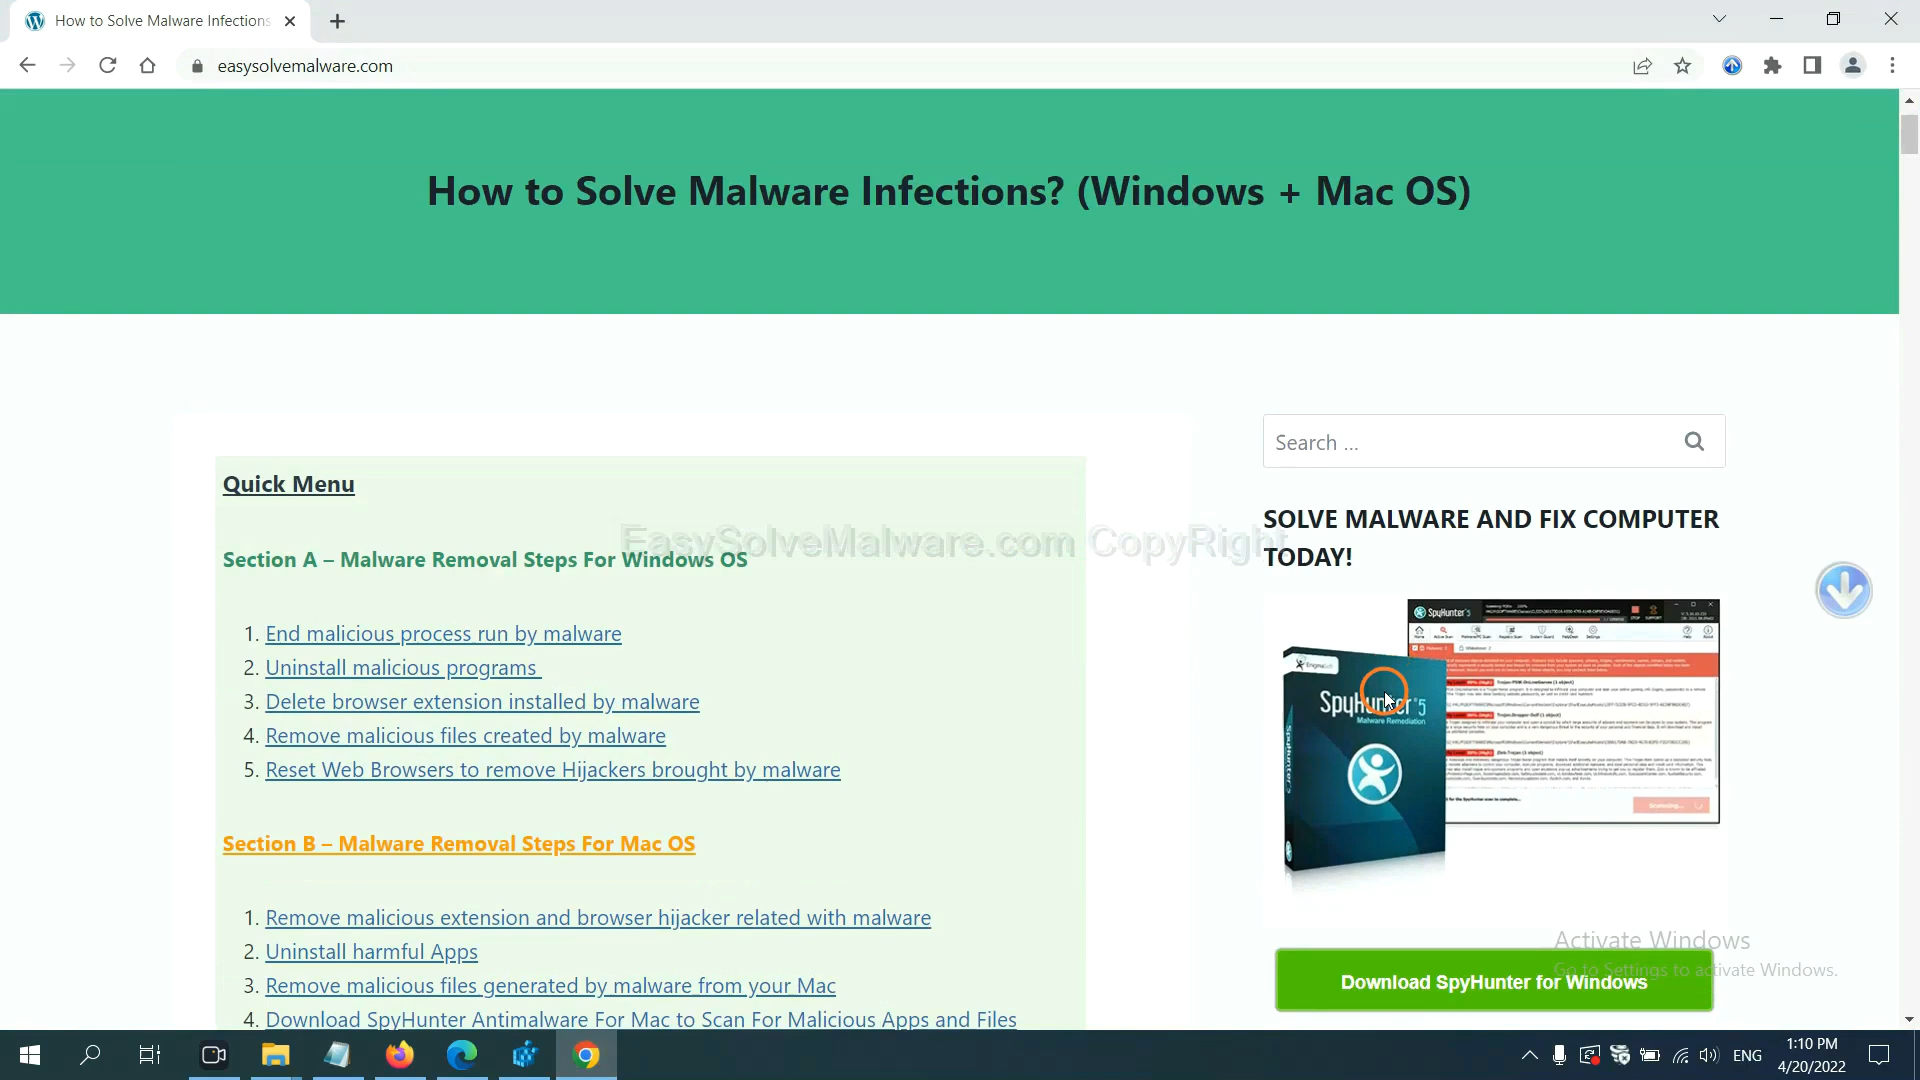 How to Solve Malware Infections
easysolvemalware.com
How to Solve Malware Infections? (Windows + Mac OS)
Search ...
Quick Menu
SOLVE MALWARE AND FIX COMPUTER
TODAY!
EasySolveMalware.com CopyRight
Section A – Malware Removal Steps For Windows OS
1. End malicious process run by malware
2. Uninstall malicious programs
3. Delete browser extension installed by malware
4. Remove malicious files created by malware
5. Reset Web Browsers to remove Hijackers brought by malware
SpyHunter 5
EnigmaSoft
SpyHunter 5
Malware Remediation
Section B – Malware Removal Steps For Mac OS
1. Remove malicious extension and browser hijacker related with malware
2. Uninstall harmful Apps
3. Remove malicious files generated by malware from your Mac
4. Download SpyHunter Antimalware For Mac to Scan For Malicious Apps and Files
Activate Windows
Go to Settings to activate Windows.
Download SpyHunter for Windows
ENG
1:10 PM
4/20/2022